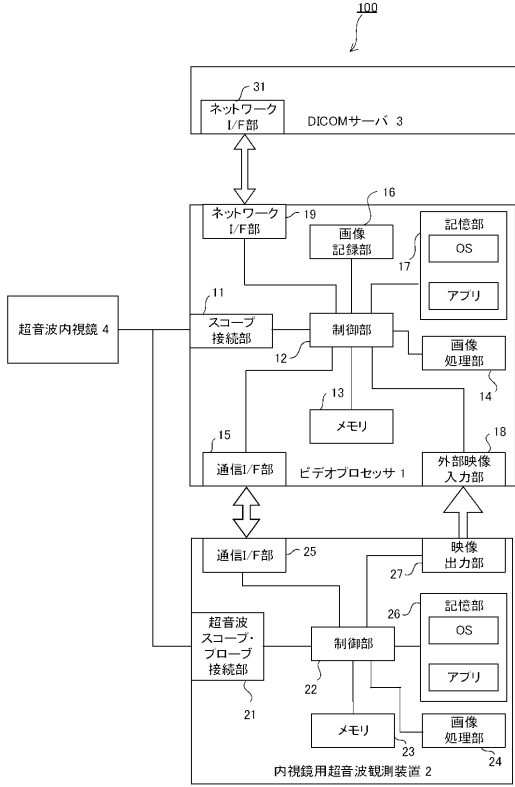 100
31
ネットワーク
I/F部
DICOMサーバ 3
ネットワーク
I/F部
19
16
画像
記録部
記憶部
17
OS
アプリ
11
スコープ
接続部
超音波内視鏡 4
制御部
12
画像
処理部
14
13
メモリ
15
通信I/F部
18
外部映像
入力部
ビデオプロセッサ 1
通信I/F部
25
映像
出力部
27
26
記憶部
OS
アプリ
超音波
スコープ・
プローブ
接続部
21
制御部
22
メモリ
23
画像
処理部
24
内視鏡用超音波観測装置 2